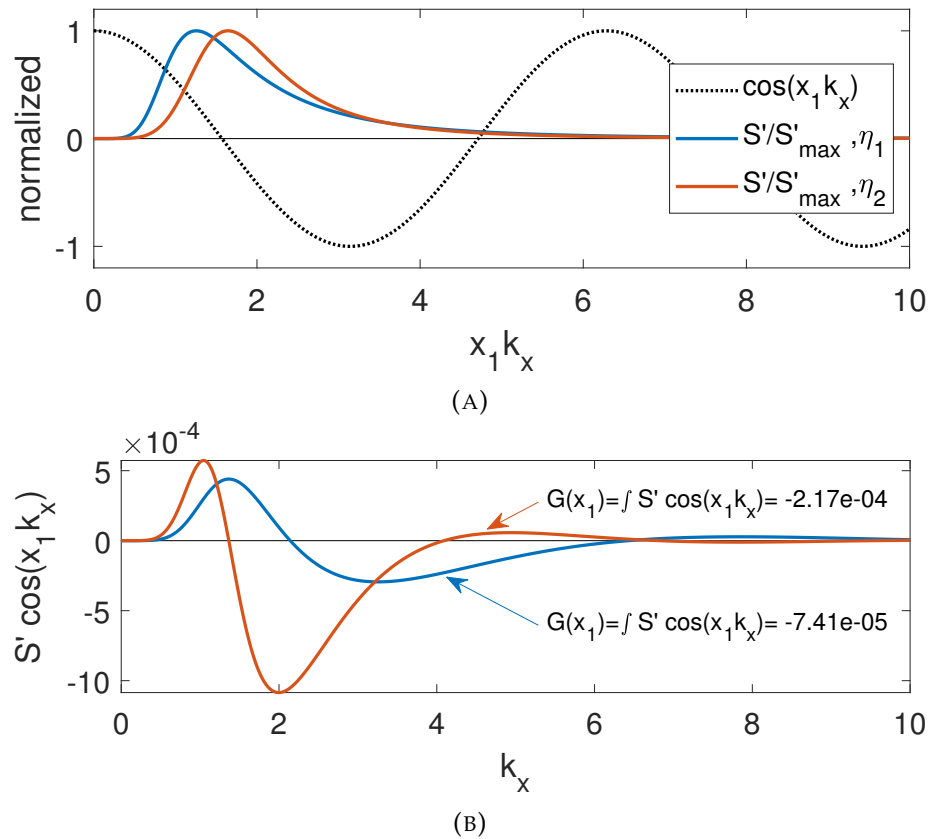 1
0
-1
normalized
cos(x₁kₓ)
S'/S'ₘₐₓ ,η₁
S'/S'ₘₐₓ ,η₂
0 2 4 6 8 10
x₁kₓ
(A)
×10⁻⁴
5
0
-5
-10
S' cos(x₁kₓ)
G(x₁)=∫ S' cos(x₁kₓ)= -2.17e-04
G(x₁)=∫ S' cos(x₁kₓ)= -7.41e-05
0 2 4 6 8 10
kₓ
(B)